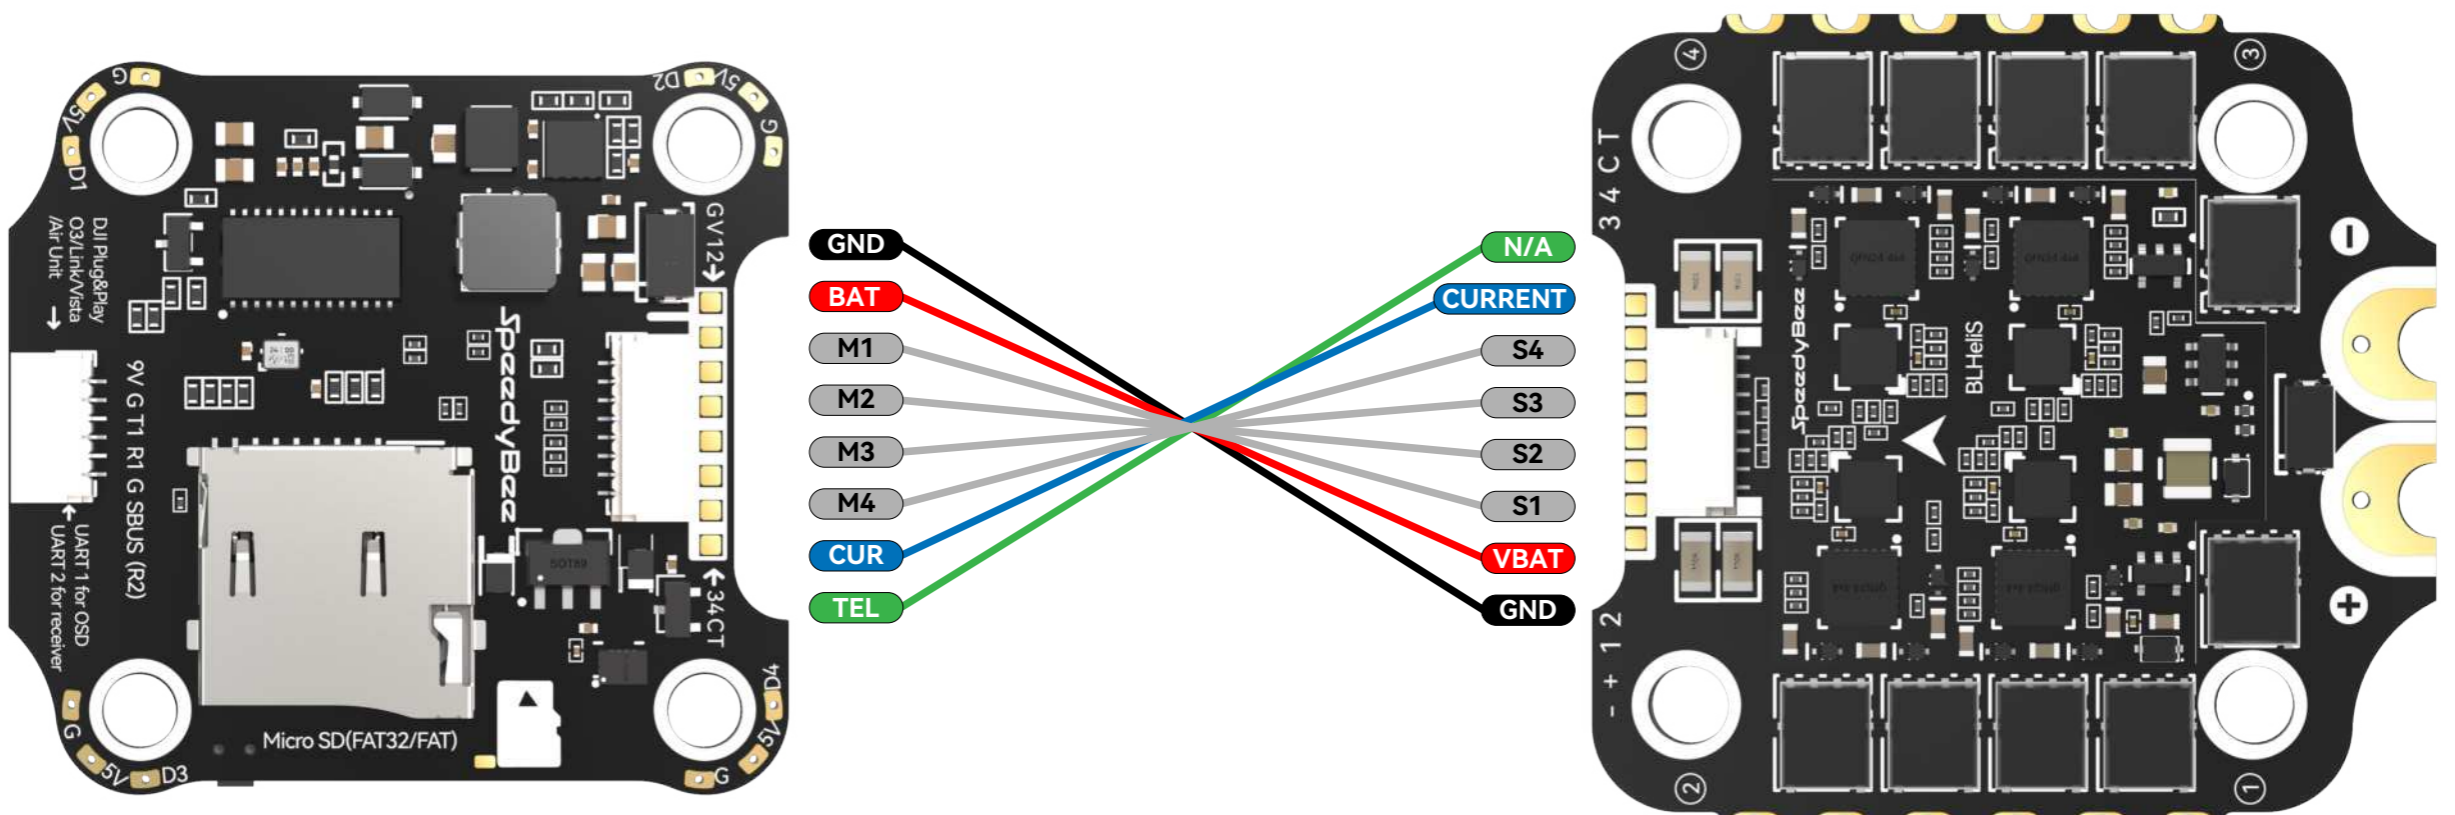 G
5V
D1
D2
5V
G
DJI Plug&Play
O3/Link/Vista
/Air Unit
GV12
9V G T1 R1 G SBUS (R2)
UART 1 for OSD
UART 2 for receiver
SpeedyBee
SOT89
34CT
Micro SD(FAT32/FAT)
G
5V
D3
D4
5V
G
GND
BAT
M1
M2
M3
M4
CUR
TEL
N/A
CURRENT
S4
S3
S2
S1
VBAT
GND
4
3
3 4 C T
SpeedyBee
BLHeliS
- + 1 2
-
+
2
1